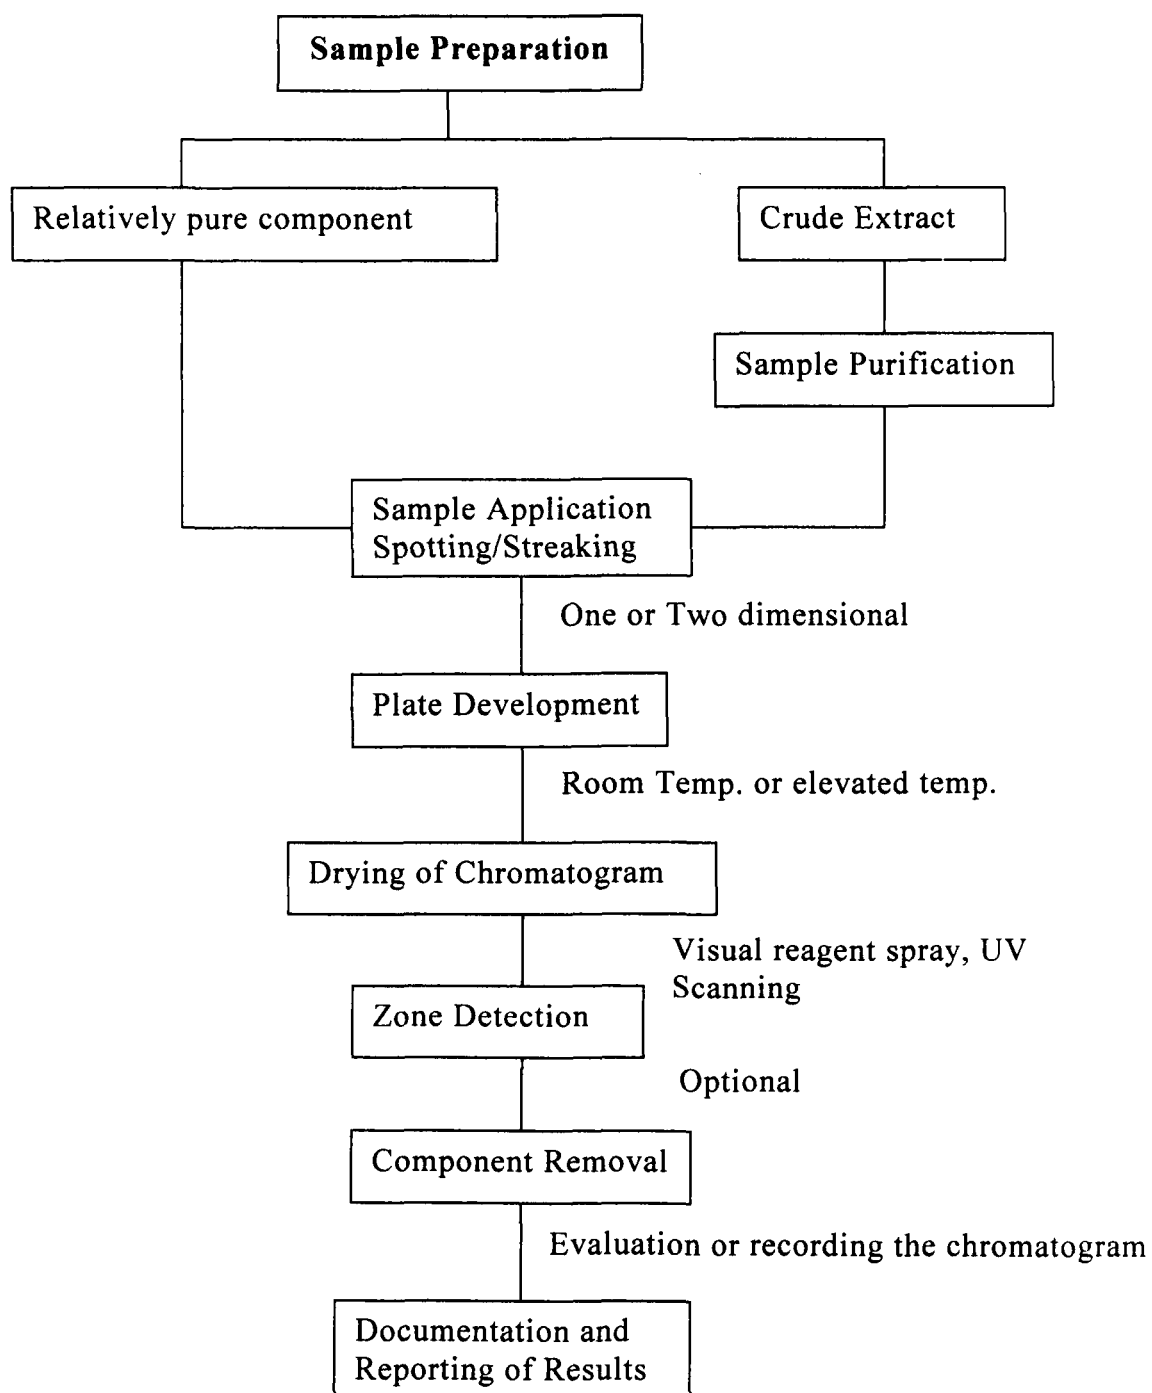 Sample Preparation
Relatively pure component
Crude Extract
Sample Purification
Sample Application
Spotting/Streaking
One or Two dimensional
Plate Development
Room Temp. or elevated temp.
Drying of Chromatogram
Visual reagent spray, UV
Scanning
Zone Detection
Optional
Component Removal
Evaluation or recording the chromatogram
Documentation and
Reporting of Results